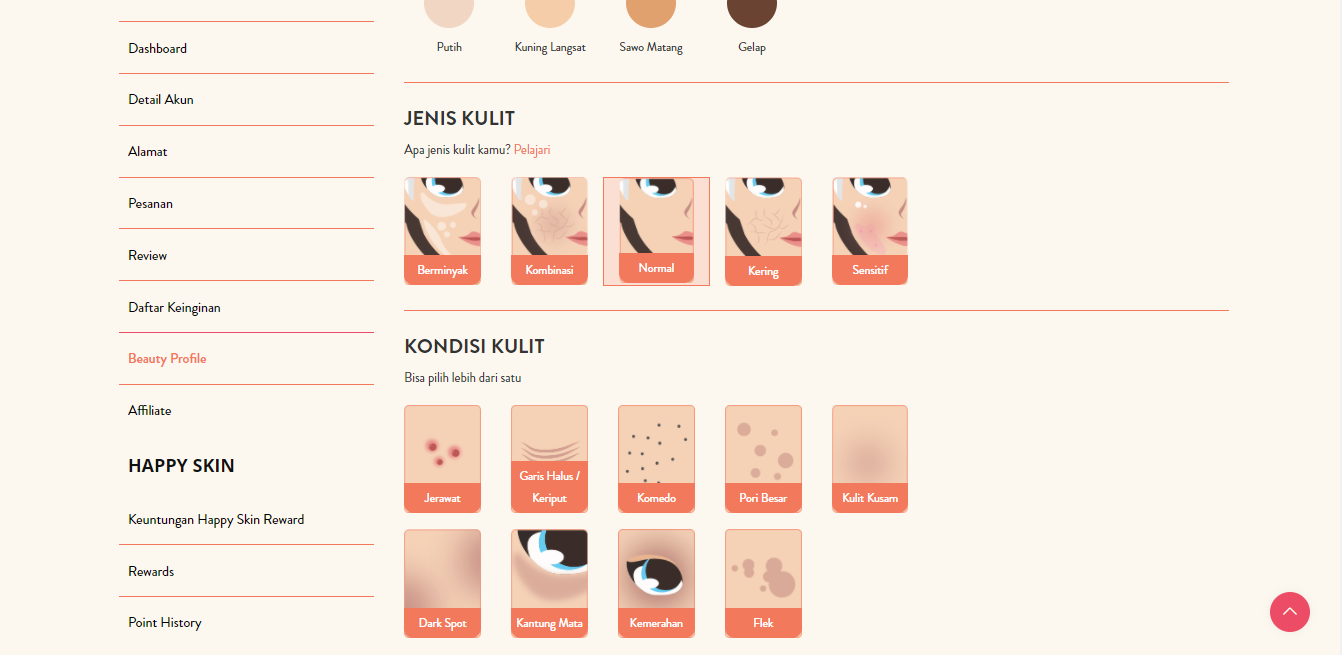 Dashboard
Detail Akun
Alamat
Pesanan
Review
Daftar Keinginan
Beauty Profile
Affiliate
HAPPY SKIN
Keuntungan Happy Skin Reward
Rewards
Point History
Putih
Kuning Langsat
Sawo Matang
Gelap
JENIS KULIT
Apa jenis kulit kamu? Pelajari
Berminyak
Kombinasi
Normal
Kering
Sensitif
KONDISI KULIT
Bisa pilih lebih dari satu
Jerawat
Garis Halus /
Keriput
Komedo
Pori Besar
Kulit Kusam
Dark Spot
Kantung Mata
Kemerahan
Flek